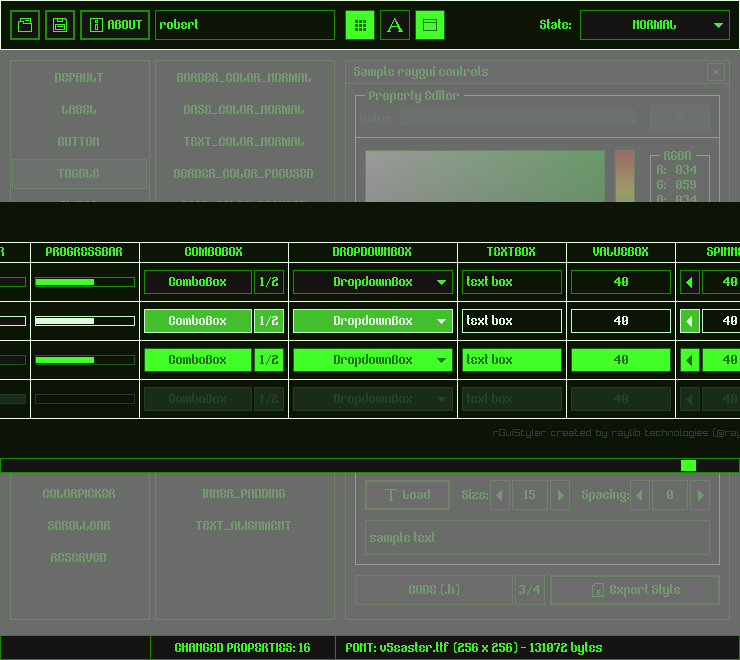 ABOUT robert State: NORMAL
DEFAULT BORDER_COLOR_NORMAL Sample raygui controls
LABEL BASE_COLOR_NORMAL Property Editor
Value:
BUTTON TEXT_COLOR_NORMAL
TOGGLE BORDER_COLOR_FOCUSED RGBA
R: 034
G: 059
PROGRESSBAR COMBOBOX DROPDOWNBOX TEXTBOX VALUEBOX
ComboBox 1/2 DropdownBox text box 40 40
ComboBox 1/2 DropdownBox text box 40 40
ComboBox 1/2 DropdownBox text box 40 40
ComboBox 1/2 DropdownBox text box 40 40
rGuiStyler created by raylib technologies (@ray
COLORPICKER INNER_PADDING Load Size: 15 Spacing: 0
SCROLLBAR TEXT_ALIGNMENT
sample text
RESERVED
CODE (.h) 3/4 Export Style
CHANGED PROPERTIES: 16 FONT: v5easter.ttf (256 x 256) - 131072 bytes